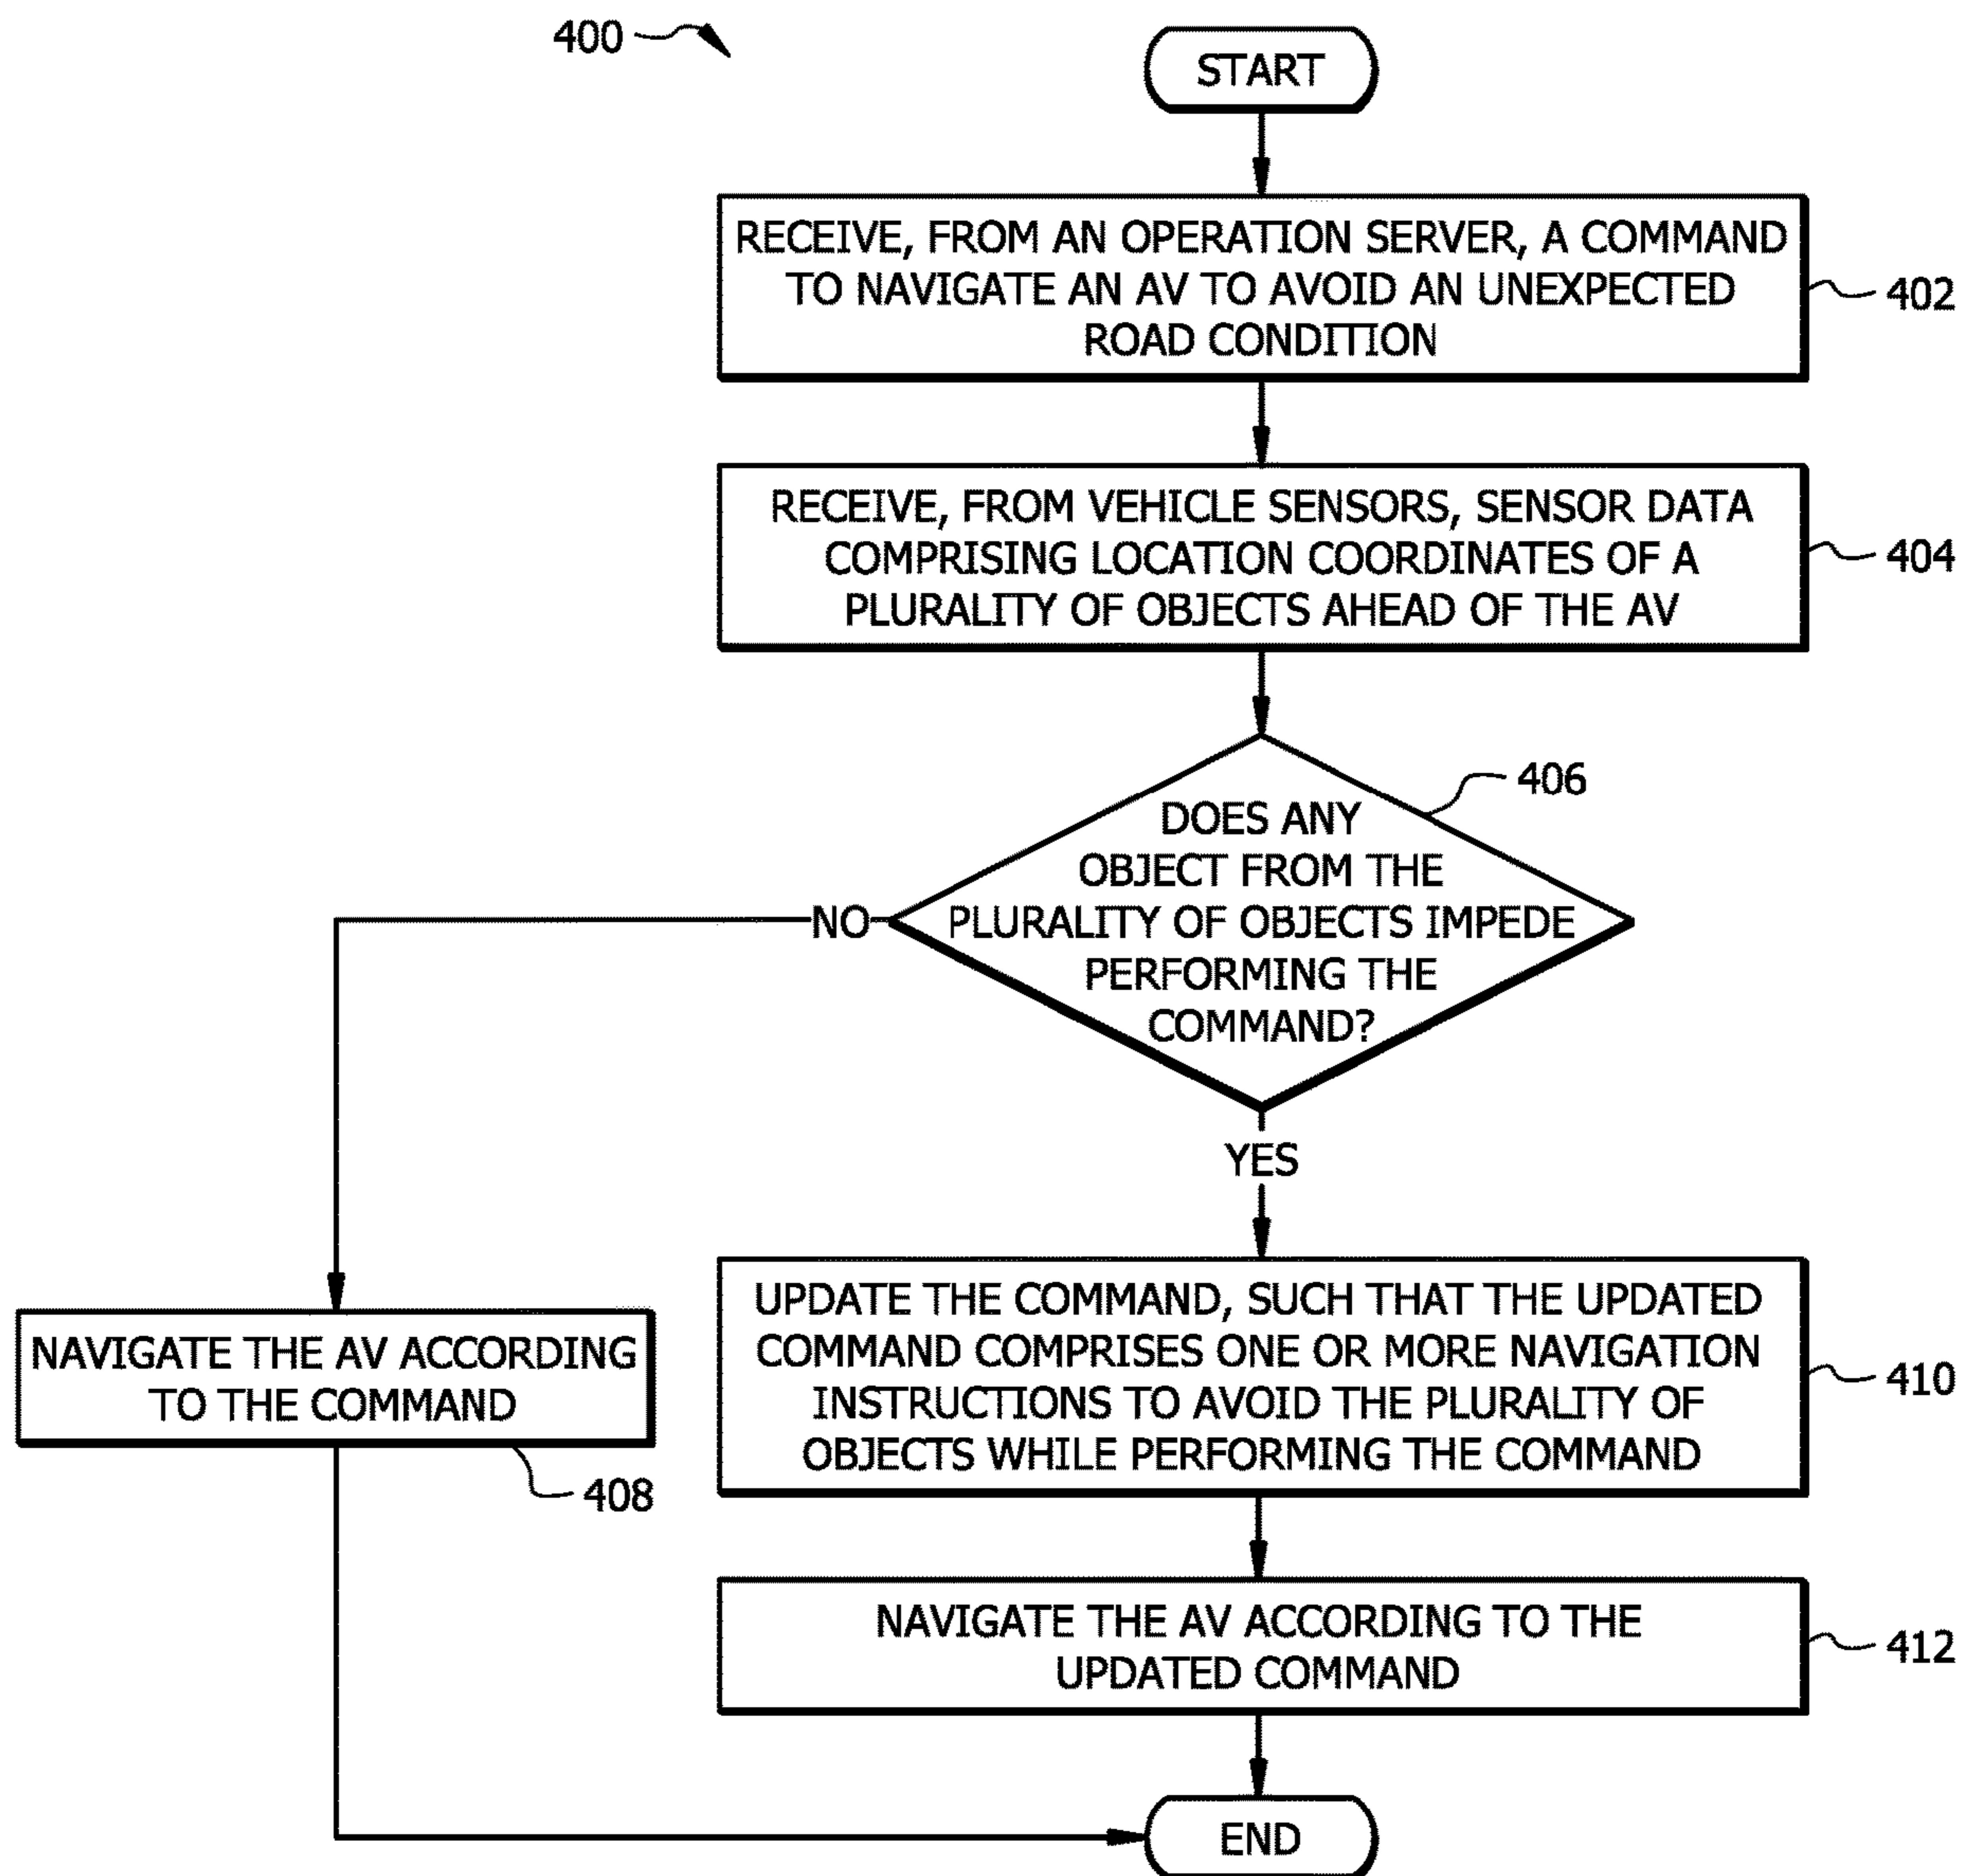 400
START
RECEIVE, FROM AN OPERATION SERVER, A COMMAND
TO NAVIGATE AN AV TO AVOID AN UNEXPECTED
ROAD CONDITION
402
RECEIVE, FROM VEHICLE SENSORS, SENSOR DATA
COMPRISING LOCATION COORDINATES OF A
PLURALITY OF OBJECTS AHEAD OF THE AV
404
406
DOES ANY
OBJECT FROM THE
PLURALITY OF OBJECTS IMPEDE
PERFORMING THE
COMMAND?
NO
YES
NAVIGATE THE AV ACCORDING
TO THE COMMAND
408
UPDATE THE COMMAND, SUCH THAT THE UPDATED
COMMAND COMPRISES ONE OR MORE NAVIGATION
INSTRUCTIONS TO AVOID THE PLURALITY OF
OBJECTS WHILE PERFORMING THE COMMAND
410
NAVIGATE THE AV ACCORDING TO THE
UPDATED COMMAND
412
END